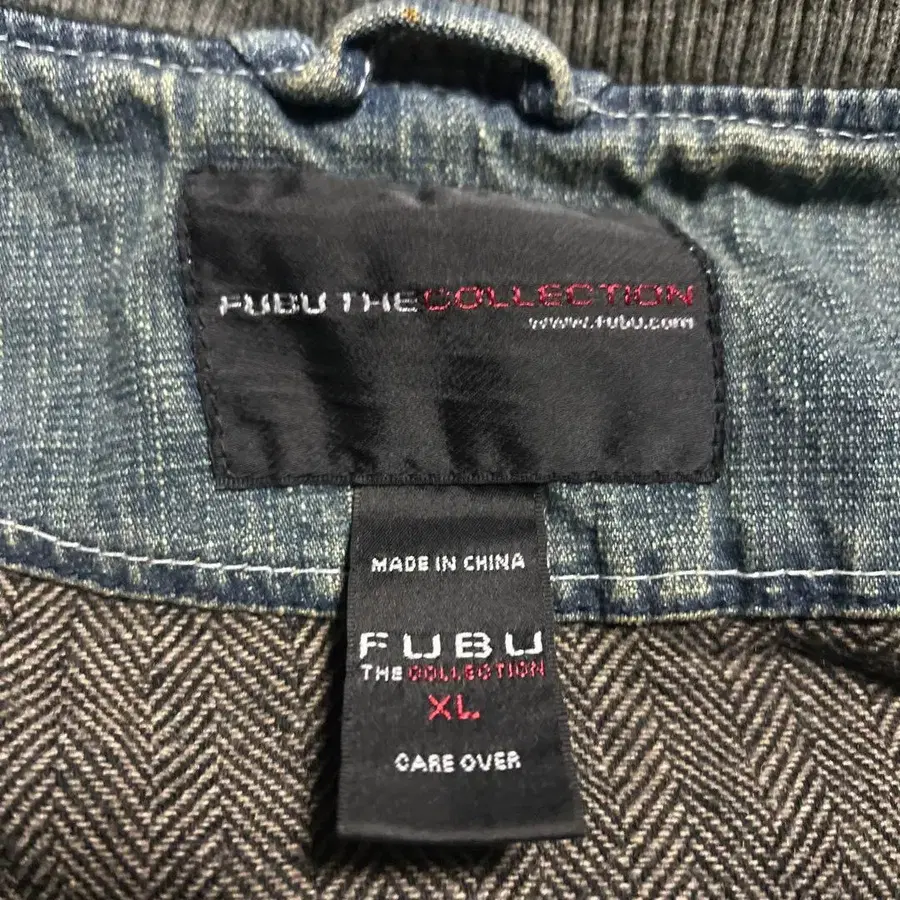 FUBU THE COLLECTION
www.fubu.com
MADE IN CHINA
FUBU
THE COLLECTION
XL
CARE OVER